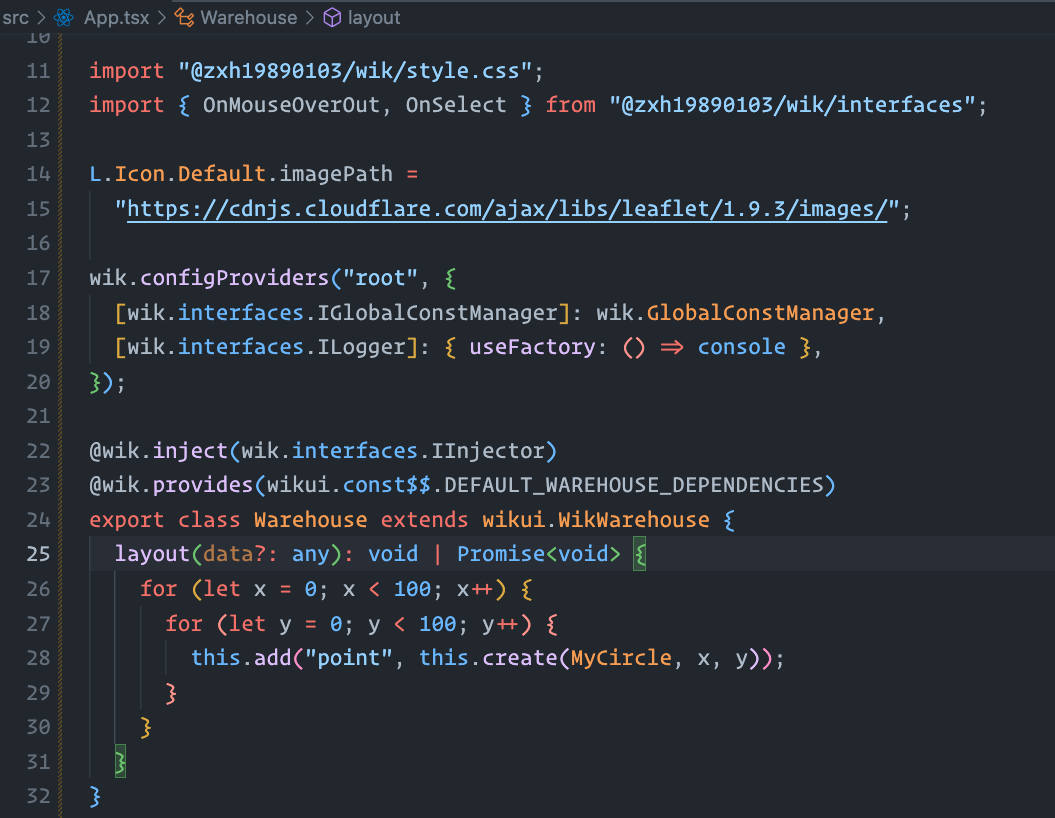 src > App.tsx > Warehouse > layout
10
11 import "@zxh19890103/wik/style.css";
12 import { OnMouseOverOut, OnSelect } from "@zxh19890103/wik/interfaces";
13
14 L.Icon.Default.imagePath =
15   "https://cdnjs.cloudflare.com/ajax/libs/leaflet/1.9.3/images/";
16
17 wik.configProviders("root", {
18   [wik.interfaces.IGlobalConstManager]: wik.GlobalConstManager,
19   [wik.interfaces.ILogger]: { useFactory: () => console },
20 });
21
22 @wik.inject(wik.interfaces.IInjector)
23 @wik.provides(wikui.const$$.DEFAULT_WAREHOUSE_DEPENDENCIES)
24 export class Warehouse extends wikui.WikWarehouse {
25   layout(data?: any): void | Promise<void> {
26     for (let x = 0; x < 100; x++) {
27       for (let y = 0; y < 100; y++) {
28         this.add("point", this.create(MyCircle, x, y));
29       }
30     }
31   }
32 }